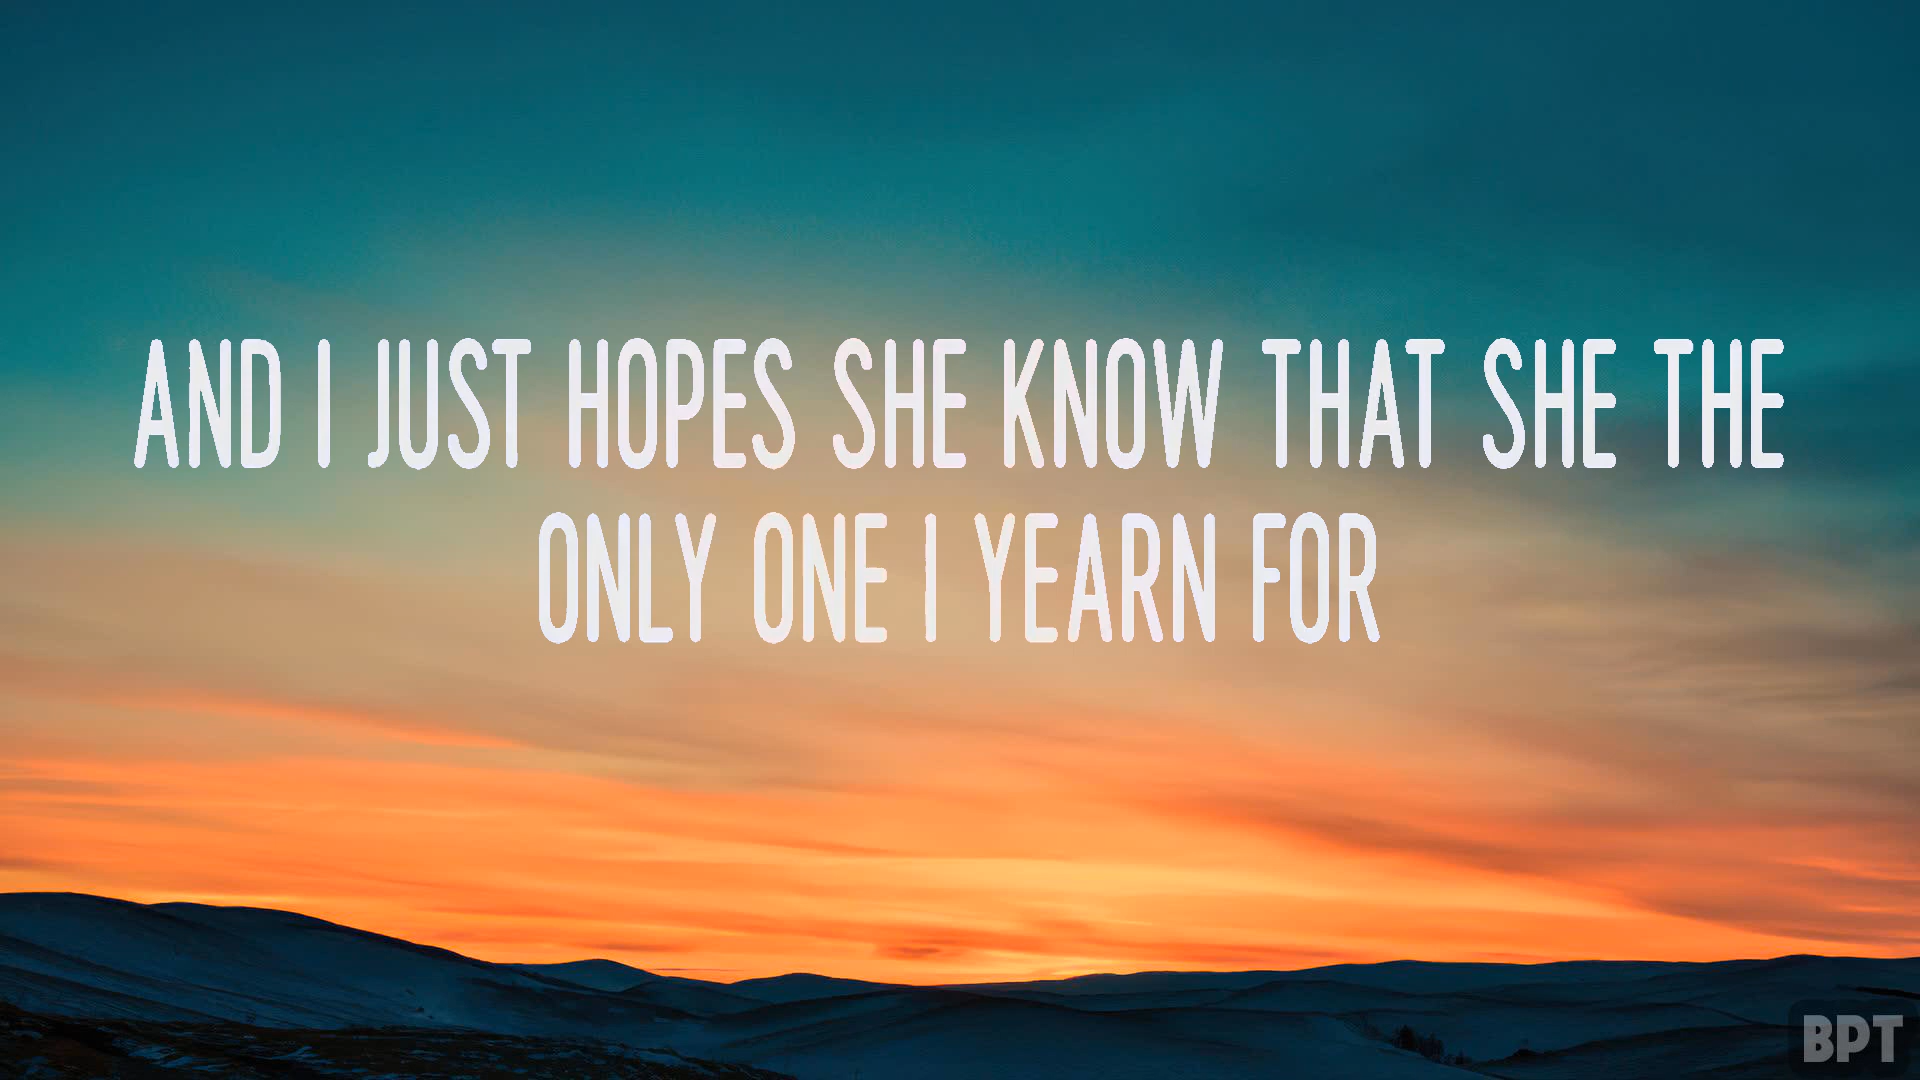 AND I JUST HOPES SHE KNOW THAT SHE THE
ONLY ONE I YEARN FOR
BPT